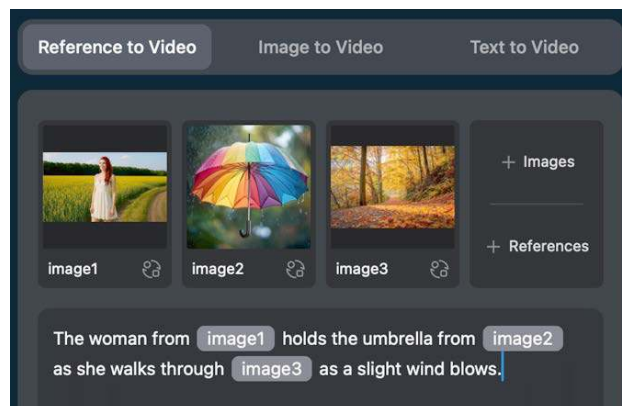 Reference to Video Image to Video Text to Video
+ Images
+ References
image1 image2 image3
The woman from image1 holds the umbrella from image2
as she walks through image3 as a slight wind blows.